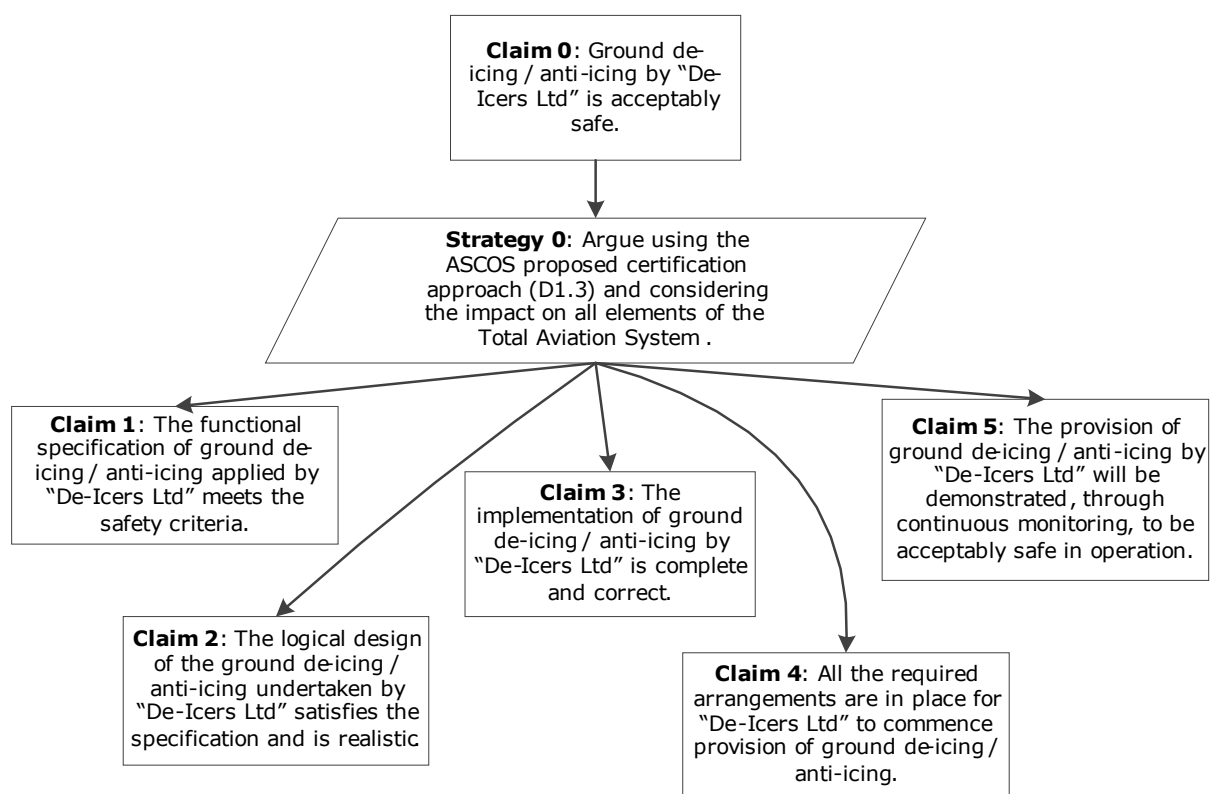 Claim 0: Ground de-
icing / anti-icing by “De-
Icers Ltd” is acceptably
safe.
Strategy 0: Argue using the
ASCOS proposed certification
approach (D1.3) and considering
the impact on all elements of the
Total Aviation System .
Claim 1: The functional
specification of ground de-
icing / anti-icing applied by
“De-Icers Ltd” meets the
safety criteria.
Claim 2: The logical design
of the ground de-icing /
anti-icing undertaken by
“De-Icers Ltd” satisfies the
specification and is realistic.
Claim 3: The
implementation of ground
de-icing / anti-icing by
“De-Icers Ltd” is complete
and correct.
Claim 4: All the required
arrangements are in place for
“De-Icers Ltd” to commence
provision of ground de-icing /
anti-icing.
Claim 5: The provision of
ground de-icing / anti-icing by
“De-Icers Ltd” will be
demonstrated, through
continuous monitoring, to be
acceptably safe in operation.